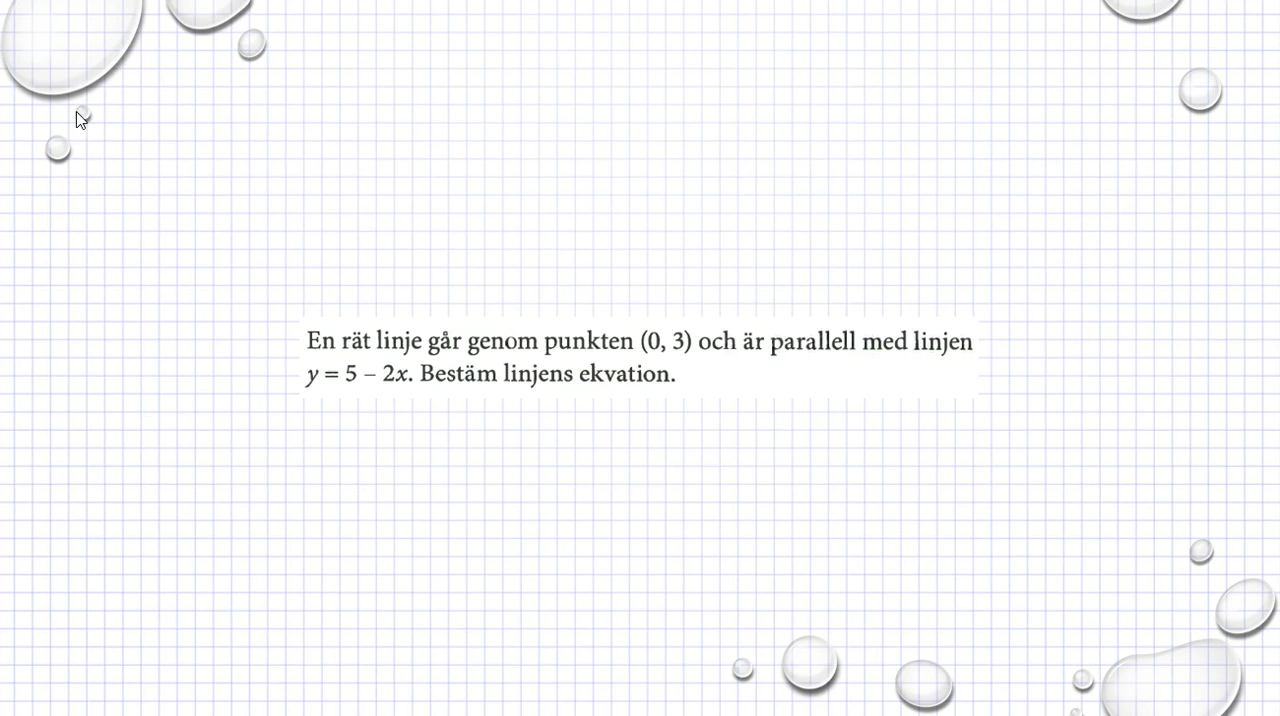 En rät linje går genom punkten (0, 3) och är parallell med linjen
y = 5 – 2x. Bestäm linjens ekvation.